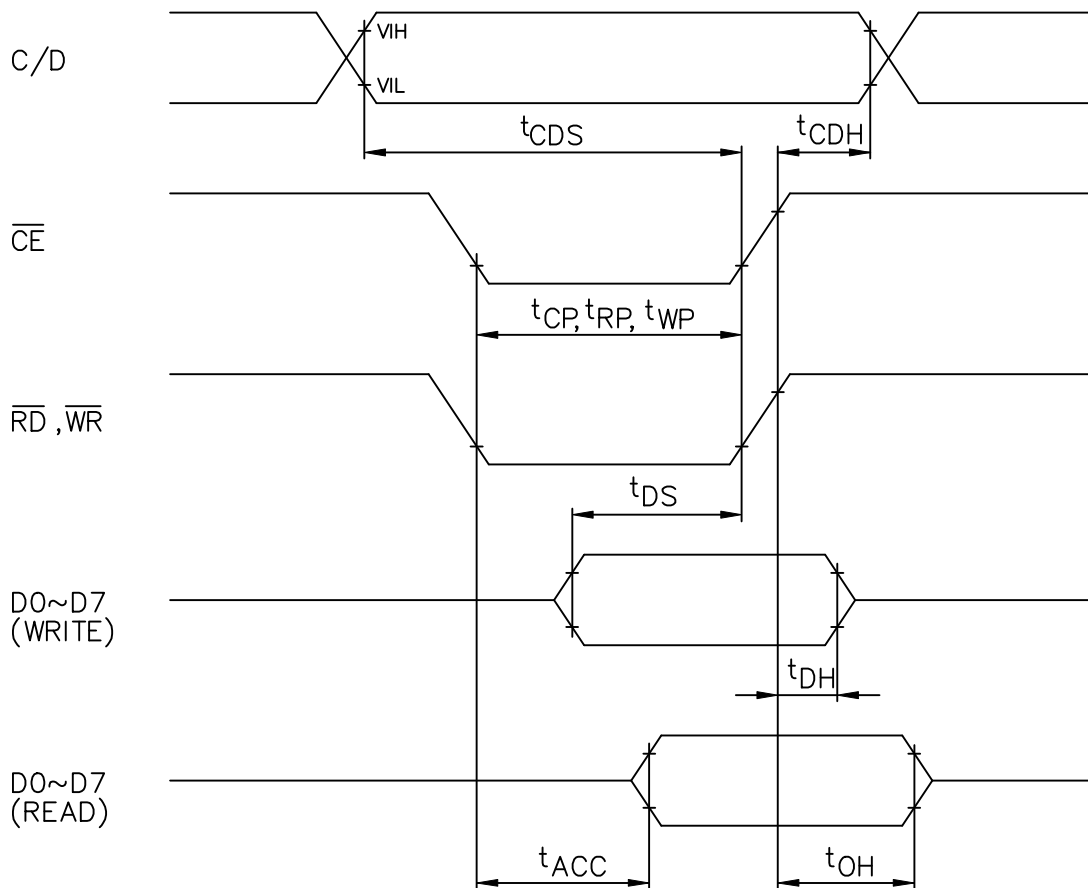 C/D
VIH
VIL
tCDS
tCDH
CE
tCP, tRP, tWP
RD ,WR
tDS
D0~D7
(WRITE)
tDH
D0~D7
(READ)
tACC
tOH